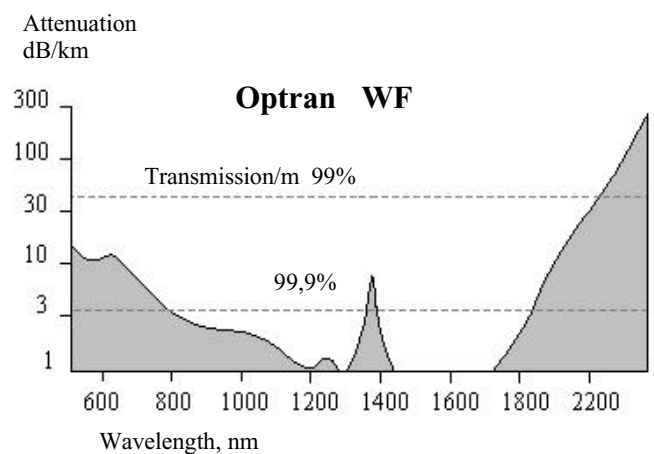 Attenuation
dB/km
Optran WF
300
100
Transmission/m 99%
30
10
99,9%
3
1
600 800 1000 1200 1400 1600 1800 2200
Wavelength, nm